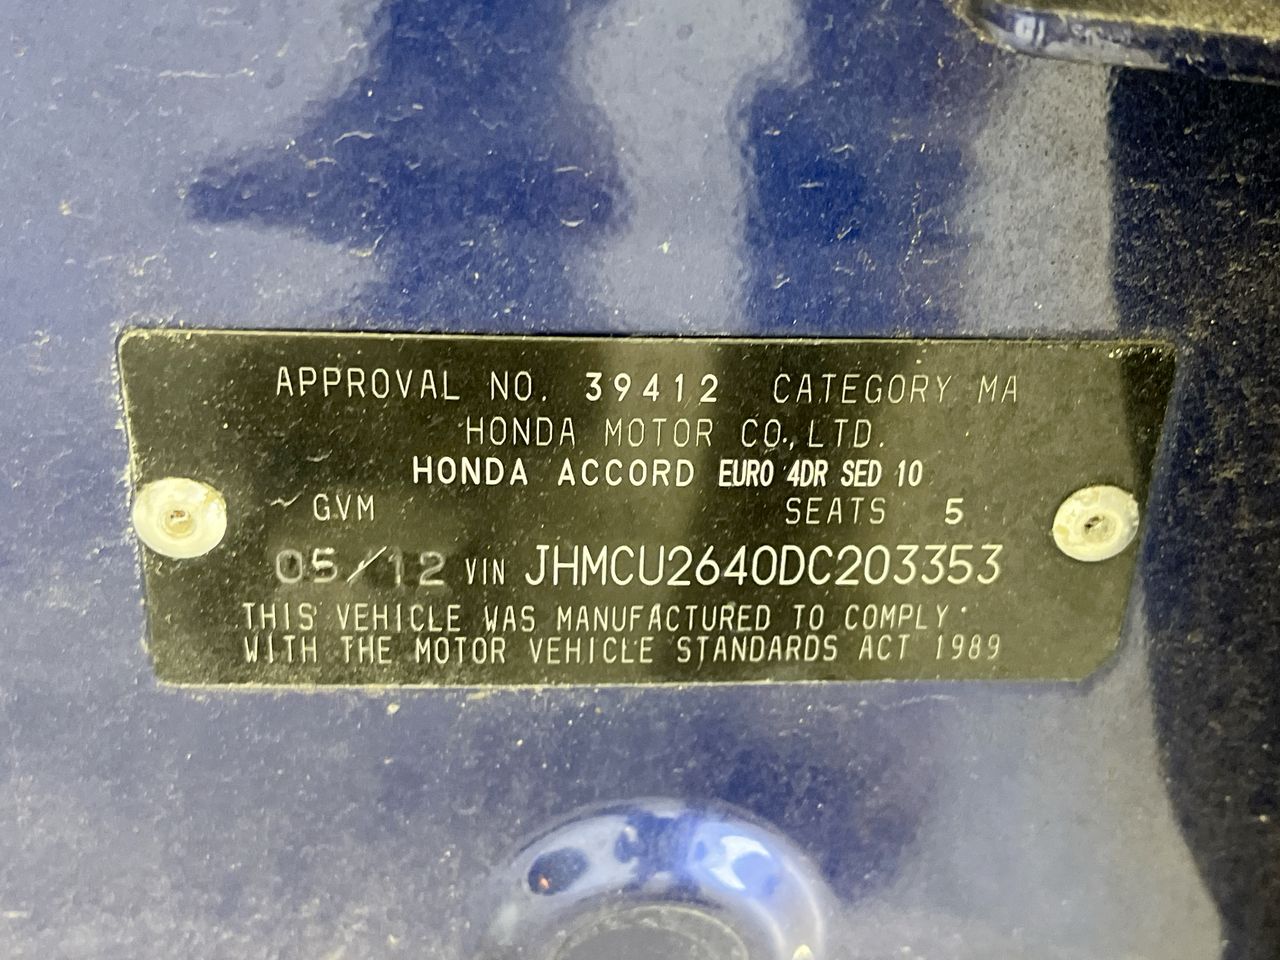 APPROVAL NO. 39412 CATEGORY MA
HONDA MOTOR CO.,LTD.
HONDA ACCORD EURO 4DR SED 10
GVM SEATS 5
05/12 VIN JHMCU2640DC203353
THIS VEHICLE WAS MANUFACTURED TO COMPLY
WITH THE MOTOR VEHICLE STANDARDS ACT 1989